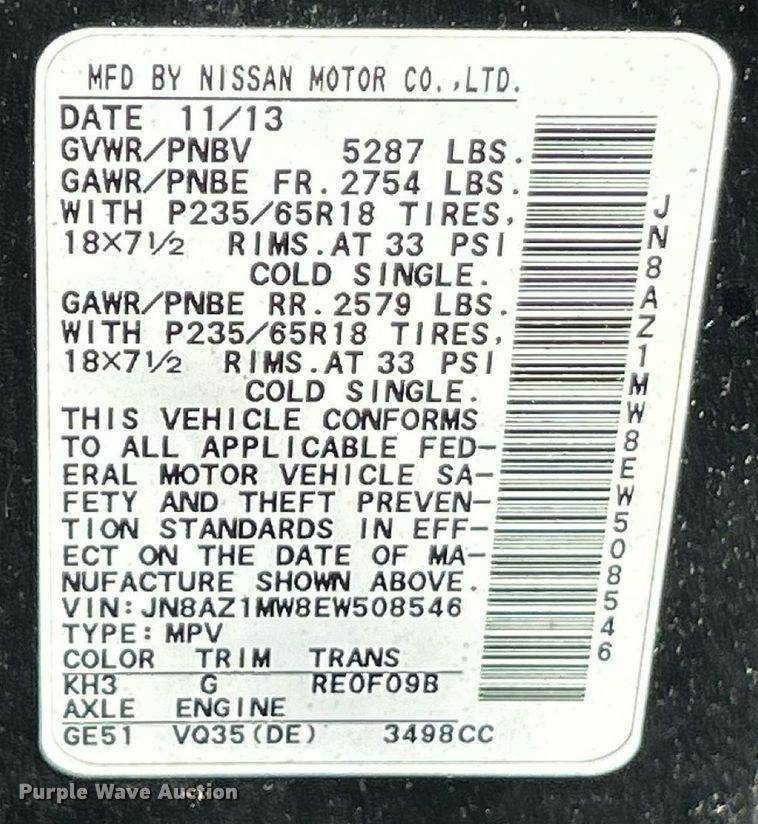 MFD BY NISSAN MOTOR CO.,LTD.
DATE 11/13
GVWR/PNBV 5287 LBS.
GAWR/PNBE FR. 2754 LBS.
WITH P235/65R18 TIRES,
18×7½ RIMS. AT 33 PSI
COLD SINGLE.
GAWR/PNBE RR. 2579 LBS.
WITH P235/65R18 TIRES,
18×7½ RIMS. AT 33 PSI
COLD SINGLE.
THIS VEHICLE CONFORMS
TO ALL APPLICABLE FED-
ERAL MOTOR VEHICLE SA-
FETY AND THEFT PREVEN-
TION STANDARDS IN EFF-
ECT ON THE DATE OF MA-
NUFACTURE SHOWN ABOVE.
VIN: JN8AZ1MW8EW508546
TYPE: MPV
COLOR TRIM TRANS
KH3 G RE0F09B
AXLE ENGINE
GE51 VQ35(DE) 3498CC
JN8AZ1MW8EW508546
Purple Wave Auction